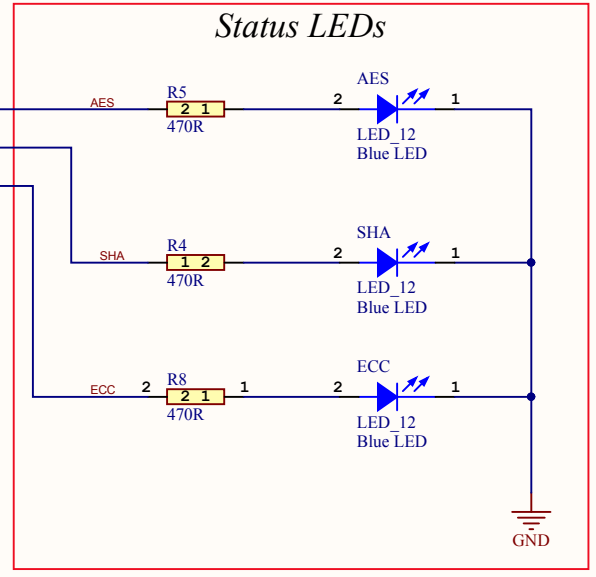 Status LEDs
AES
R5
AES
2 1
2
1
470R
LED_12
Blue LED
SHA
R4
SHA
1 2
2
1
470R
LED_12
Blue LED
ECC
R8
ECC
2
2 1
1
2
1
470R
LED_12
Blue LED
GND